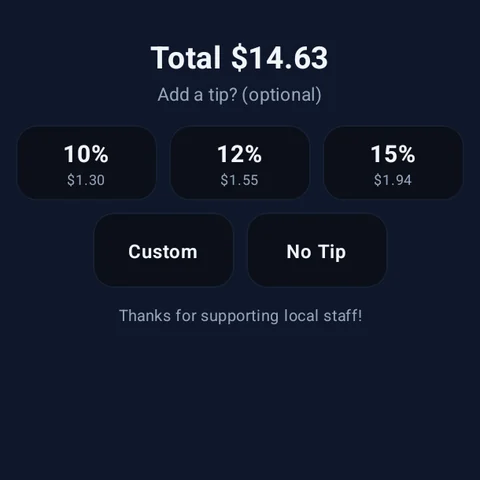 Total $14.63
Add a tip? (optional)
10% 12% 15%
$1.30 $1.55 $1.94
Custom No Tip
Thanks for supporting local staff!